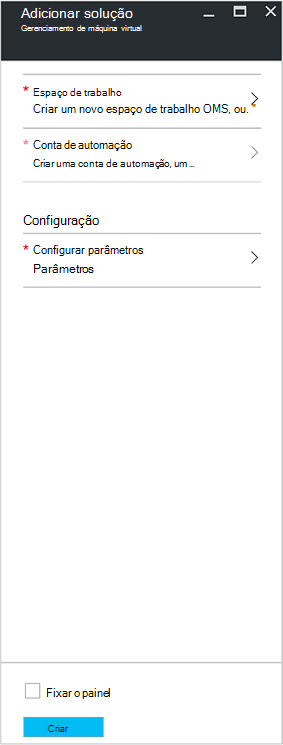 Adicionar solução
Gerenciamento de máquina virtual
* Espaço de trabalho
Criar um novo espaço de trabalho OMS, ou. *
* Conta de automação
Criar uma conta de automação, um ...
Configuração
* Configurar parâmetros
Parâmetros
Fixar o painel
Criar